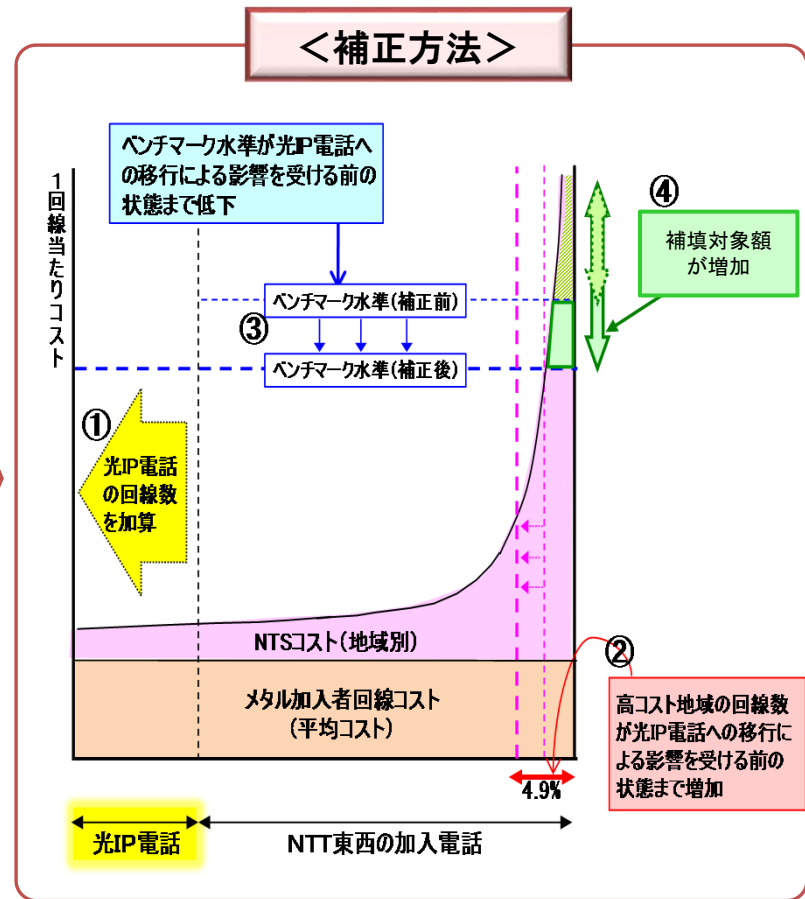 ＜補正方法＞
ベンチマーク水準が光IP電話へ
の移行による影響を受ける前の
状態まで低下
1回線当たりコスト
④
補填対象額
が増加
ベンチマーク水準(補正前)
③
ベンチマーク水準(補正後)
①
光IP電話
の回線数
を加算
NTSコスト(地域別)
②
メタル加入者回線コスト
(平均コスト)
高コスト地域の回線数
が光IP電話への移行に
よる影響を受ける前の
状態まで増加
4.9%
光IP電話
NTT東西の加入電話